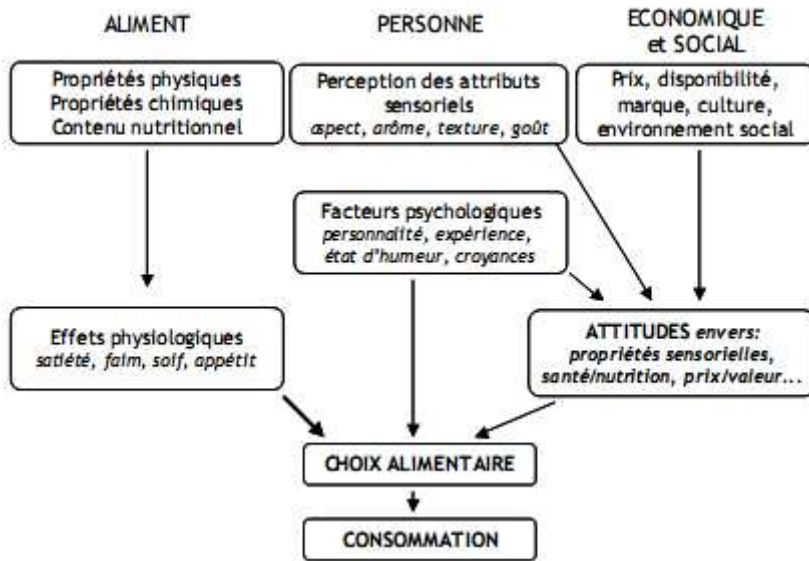 ALIMENT
PERSONNE
ECONOMIQUE
et SOCIAL
Propriétés physiques
Propriétés chimiques
Contenu nutritionnel
Perception des attributs
sensoriels
aspect, arôme, texture, goût
Prix, disponibilité,
marque, culture,
environnement social
Facteurs psychologiques
personnalité, expérience,
état d'humeur, croyances
Effets physiologiques
satiété, faim, soif, appétit
ATTITUDES envers:
propriétés sensorielles,
santé/nutrition, prix/valeur...
CHOIX ALIMENTAIRE
CONSOMMATION